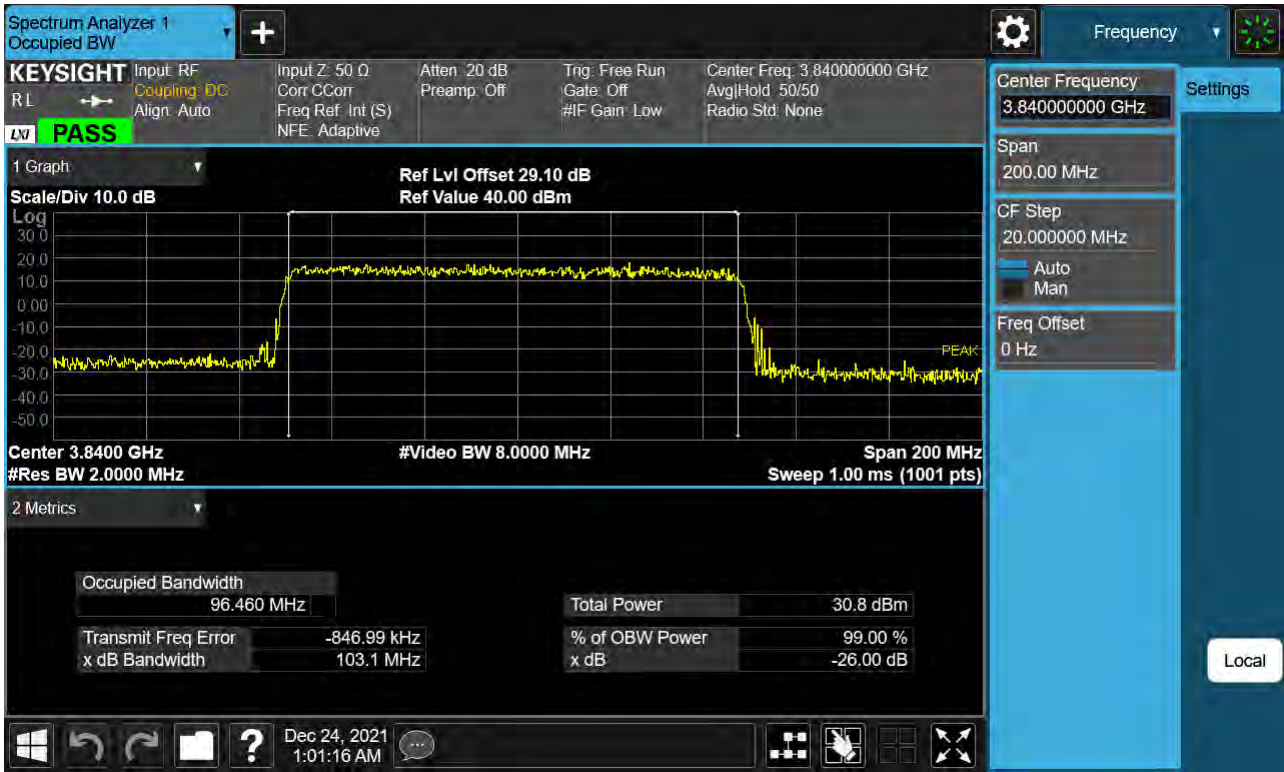 Spectrum Analyzer 1
Occupied BW
+
Frequency
KEYSIGHT
RL
LXI
PASS
Input: RF
Coupling: DC
Align: Auto
Input Z: 50 Ω
Corr CCorr
Freq Ref: Int (S)
NFE: Adaptive
Atten: 20 dB
Preamp: Off
Trig: Free Run
Gate: Off
#IF Gain: Low
Center Freq: 3.840000000 GHz
Avg|Hold: 50/50
Radio Std: None
Center Frequency
3.840000000 GHz
Settings
Span
200.00 MHz
CF Step
20.000000 MHz
Auto
Man
Freq Offset
0 Hz
1 Graph
Scale/Div 10.0 dB
Ref Lvl Offset 29.10 dB
Ref Value 40.00 dBm
Log
30.0
20.0
10.0
0.00
-10.0
-20.0
-30.0
-40.0
-50.0
PEAK
Center 3.8400 GHz
#Res BW 2.0000 MHz
#Video BW 8.0000 MHz
Span 200 MHz
Sweep 1.00 ms (1001 pts)
2 Metrics
Occupied Bandwidth
96.460 MHz
Total Power 30.8 dBm
Transmit Freq Error -846.99 kHz
% of OBW Power 99.00 %
x dB Bandwidth 103.1 MHz
x dB -26.00 dB
Local
?
Dec 24, 2021
1:01:16 AM